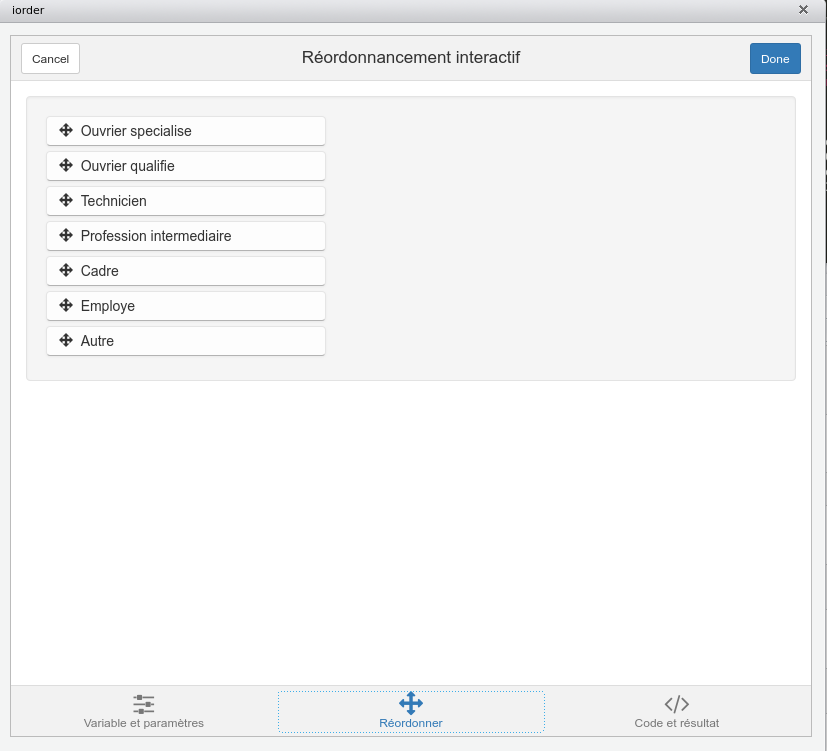 iorder
Cancel
Réordonnancement interactif
Done
Ouvrier specialise
Ouvrier qualifie
Technicien
Profession intermediaire
Cadre
Employe
Autre
Variable et paramètres
Réordonner
Code et résultat